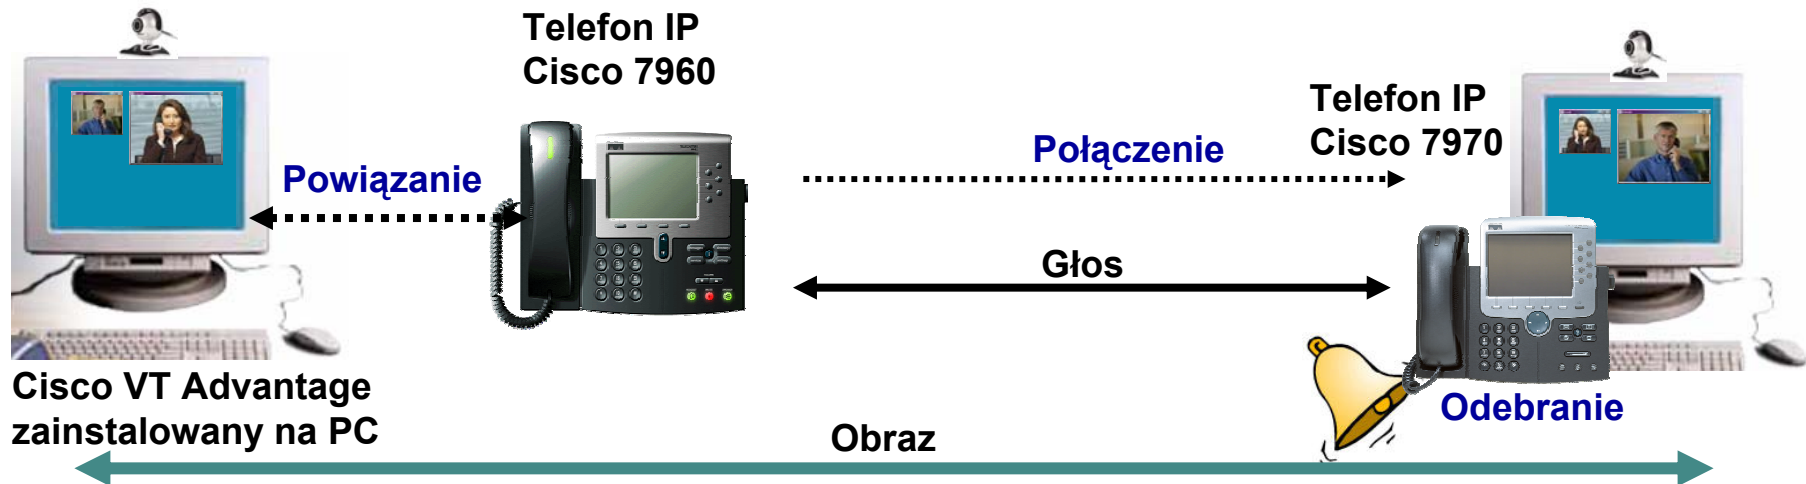 Telefon IP
Cisco 7960
Telefon IP
Cisco 7970
Powiązanie
Połączenie
Głos
Cisco VT Advantage
zainstalowany na PC
Odebranie
Obraz